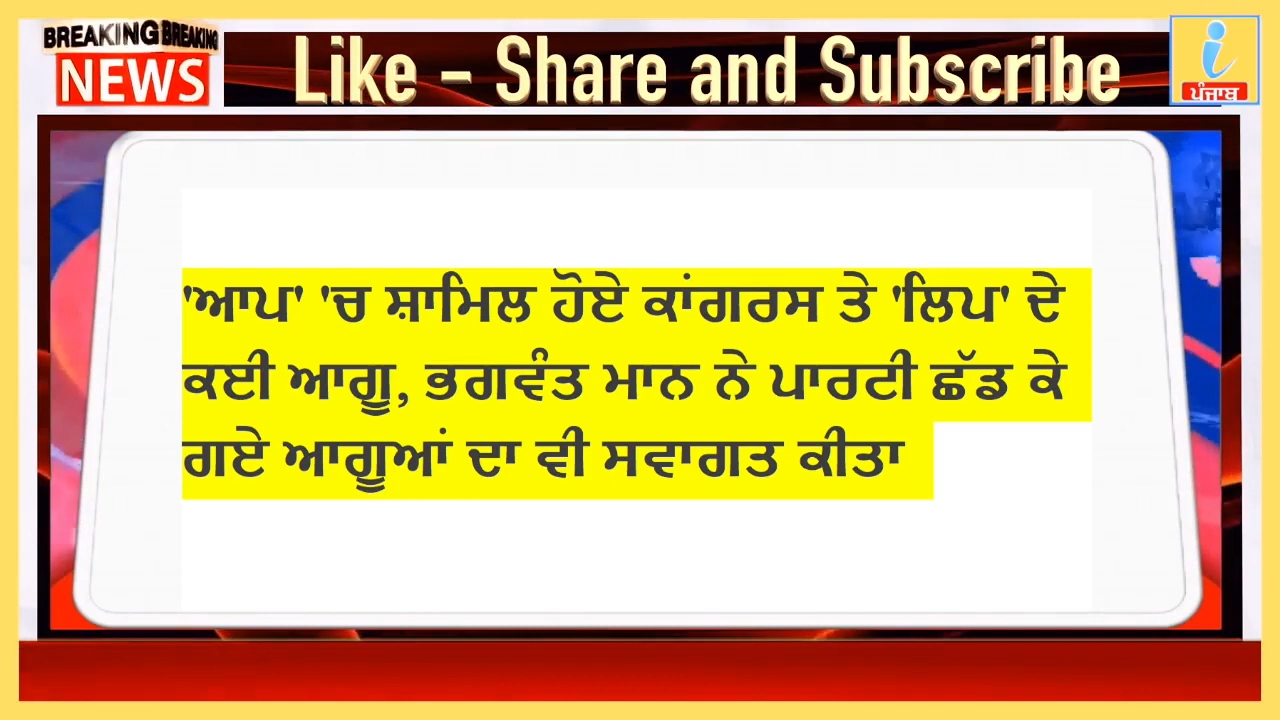 BREAKING BREAKING
NEWS
Like - Share and Subscribe
i
ਪੰਜਾਬ
'ਆਪ' 'ਚ ਸ਼ਾਮਿਲ ਹੋਏ ਕਾਂਗਰਸ ਤੇ 'ਲਿਪ' ਦੇ
ਕਈ ਆਗੂ, ਭਗਵੰਤ ਮਾਨ ਨੇ ਪਾਰਟੀ ਛੱਡ ਕੇ
ਗਏ ਆਗੂਆਂ ਦਾ ਵੀ ਸਵਾਗਤ ਕੀਤਾ